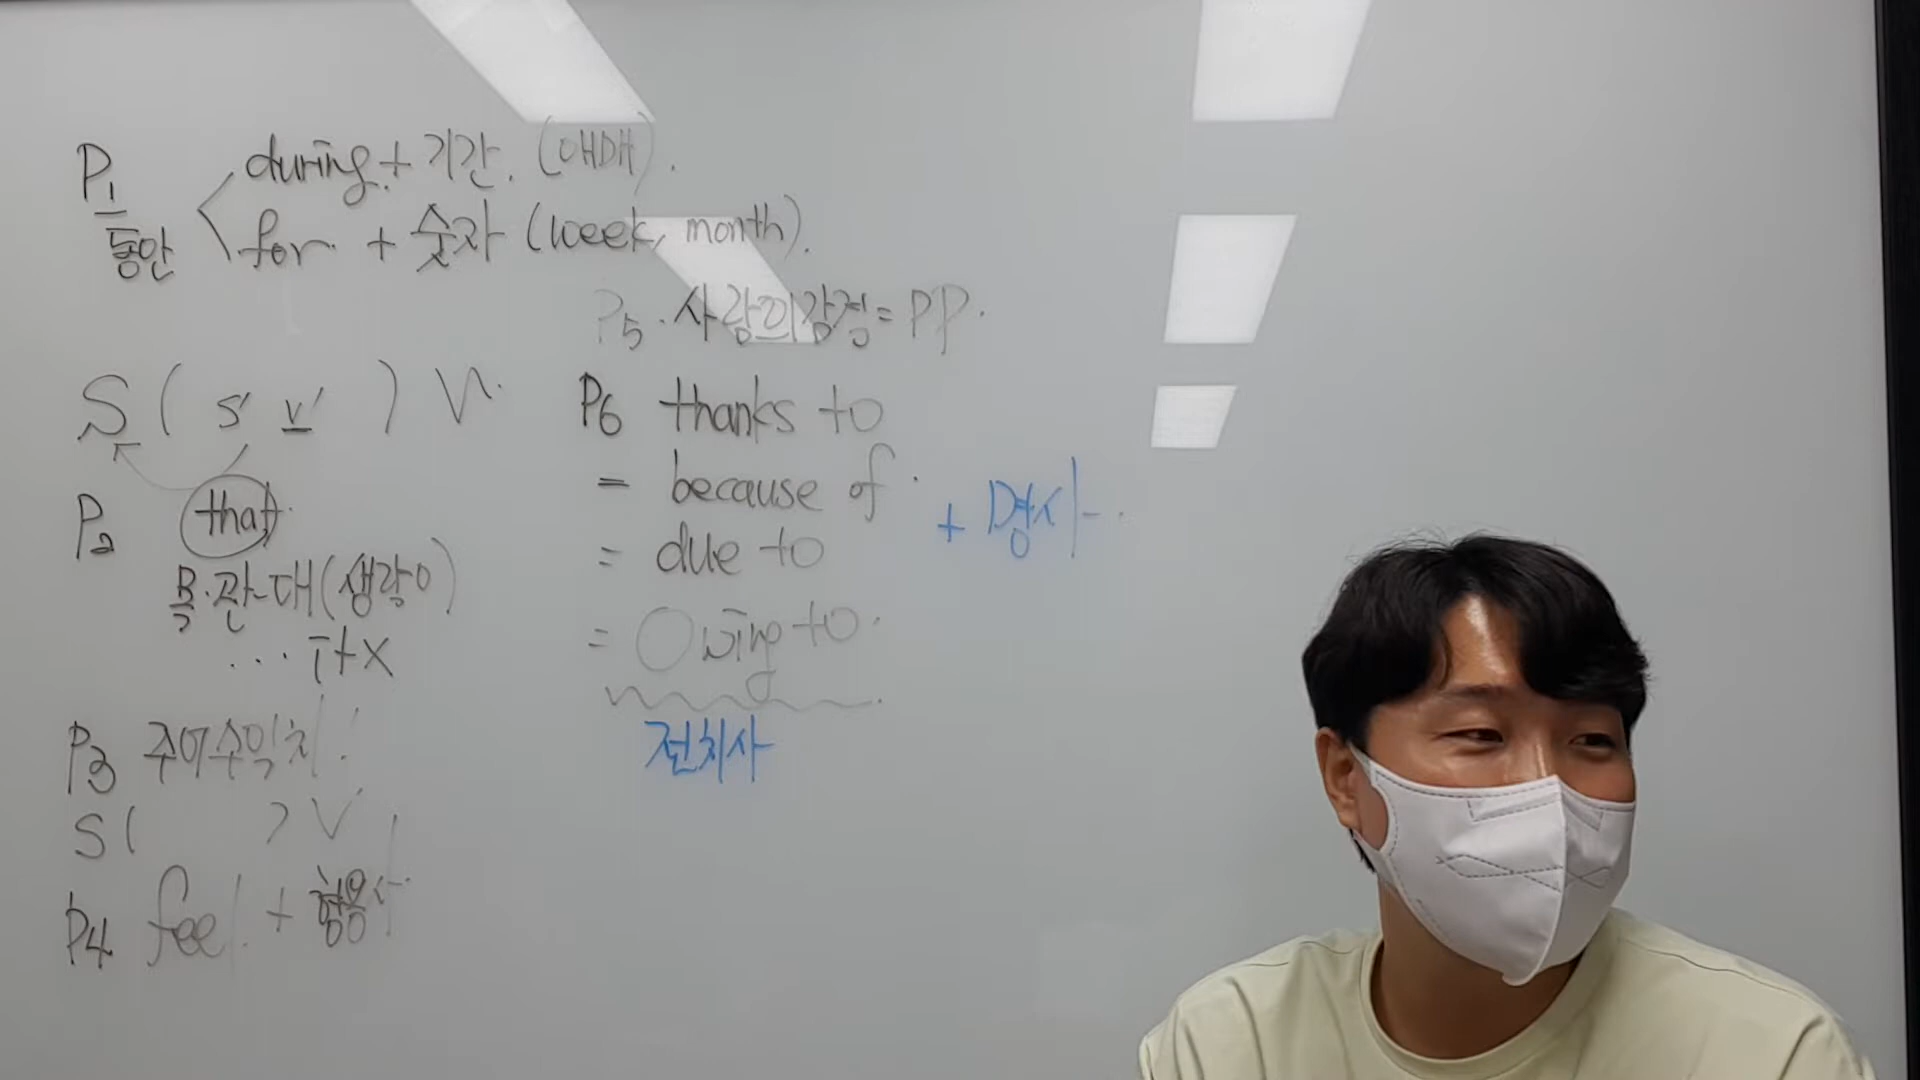 P1 동안 during + 기간. (애매).
for + 숫자 (week, month).
S ( s' v' ) V.
P2 that.
목.관.대 (생략 0)
... it X
P3 주어수일치!
S ( ) V
P4 feel + 형용사
P5. 사람의감정 = PP.
P6 thanks to
= because of.
= due to
= Owing to.
+ 명사
전치사